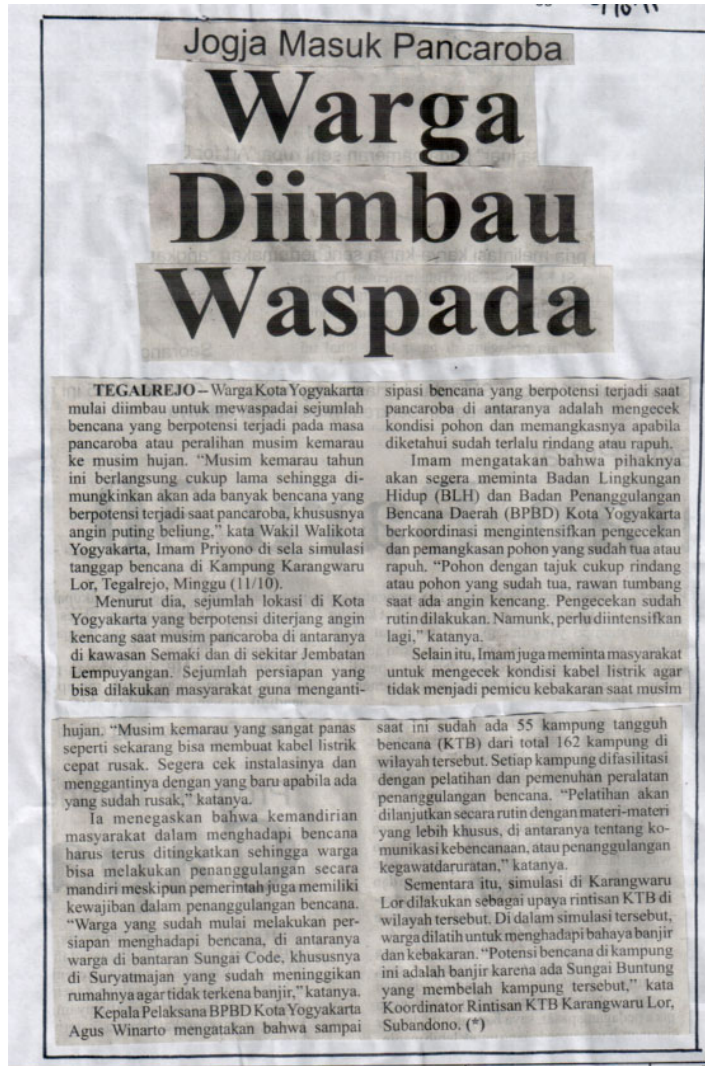 Jogja Masuk Pancaroba
Warga
Diimbau
Waspada
TEGALREJO – Warga Kota Yogyakarta
mulai diimbau untuk mewaspadai sejumlah
bencana yang berpotensi terjadi pada masa
pancaroba atau peralihan musim kemarau
ke musim hujan. “Musim kemarau tahun
ini berlangsung cukup lama sehingga di-
mungkinkan akan ada banyak bencana yang
berpotensi terjadi saat pancaroba, khususnya
angin puting beliung,” kata Wakil Walikota
Yogyakarta, Imam Priyono di sela simulasi
tanggap bencana di Kampung Karangwaru
Lor, Tegalrejo, Minggu (11/10).
Menurut dia, sejumlah lokasi di Kota
Yogyakarta yang berpotensi diterjang angin
kencang saat musim pancaroba di antaranya
di kawasan Semaki dan di sekitar Jembatan
Lempuyangan. Sejumlah persiapan yang
bisa dilakukan masyarakat guna menganti-
sipasi bencana yang berpotensi terjadi saat
pancaroba di antaranya adalah mengecek
kondisi pohon dan memangkasnya apabila
diketahui sudah terlalu rindang atau rapuh.
Imam mengatakan bahwa pihaknya
akan segera meminta Badan Lingkungan
Hidup (BLH) dan Badan Penanggulangan
Bencana Daerah (BPBD) Kota Yogyakarta
berkoordinasi mengintensifkan pengecekan
dan pemangkasan pohon yang sudah tua atau
rapuh. “Pohon dengan tajuk cukup rindang
atau pohon yang sudah tua, rawan tumbang
saat ada angin kencang. Pengecekan sudah
rutin dilakukan. Namunk, perlu diintensifkan
lagi,” katanya.
Selain itu, Imam juga meminta masyarakat
untuk mengecek kondisi kabel listrik agar
tidak menjadi pemicu kebakaran saat musim
hujan. “Musim kemarau yang sangat panas
seperti sekarang bisa membuat kabel listrik
cepat rusak. Segera cek instalasinya dan
menggantinya dengan yang baru apabila ada
yang sudah rusak,” katanya.
Ia menegaskan bahwa kemandirian
masyarakat dalam menghadapi bencana
harus terus ditingkatkan sehingga warga
bisa melakukan penanggulangan secara
mandiri meskipun pemerintah juga memiliki
kewajiban dalam penanggulangan bencana.
“Warga yang sudah mulai melakukan per-
siapan menghadapi bencana, di antaranya
warga di bantaran Sungai Code, khususnya
di Suryatmajan yang sudah meninggikan
rumahnya agar tidak terkena banjir,” katanya.
Kepala Pelaksana BPBD Kota Yogyakarta
Agus Winarto mengatakan bahwa sampai
saat ini sudah ada 55 kampung tangguh
bencana (KTB) dari total 162 kampung di
wilayah tersebut. Setiap kampung difasilitasi
dengan pelatihan dan pemenuhan peralatan
penanggulangan bencana. “Pelatihan akan
dilanjutkan secara rutin dengan materi-materi
yang lebih khusus, di antaranya tentang ko-
munikasi kebencanaan, atau penanggulangan
kegawatdaruratan,” katanya.
Sementara itu, simulasi di Karangwaru
Lor dilakukan sebagai upaya rintisan KTB di
wilayah tersebut. Di dalam simulasi tersebut,
warga dilatih untuk menghadapi bahaya banjir
dan kebakaran. “Potensi bencana di kampung
ini adalah banjir karena ada Sungai Buntung
yang membelah kampung tersebut,” kata
Koordinator Rintisan KTB Karangwaru Lor,
Subandono. (*)